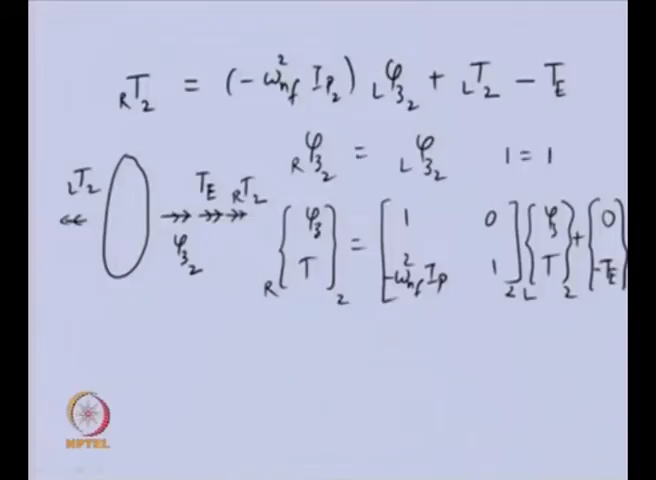 RT₂ = (-ω²nf Ip₂) Lφ₃₂ + LT₂ - TE
Rφ₃₂ = Lφ₃₂ 1 = 1
LT₂ TE RT₂
φ₃₂
R{φ₃ T}₂ = [1 0 -ω²nf Ip 1]₂ L{φ₃ T}₂ + {0 -TE}
NPTEL